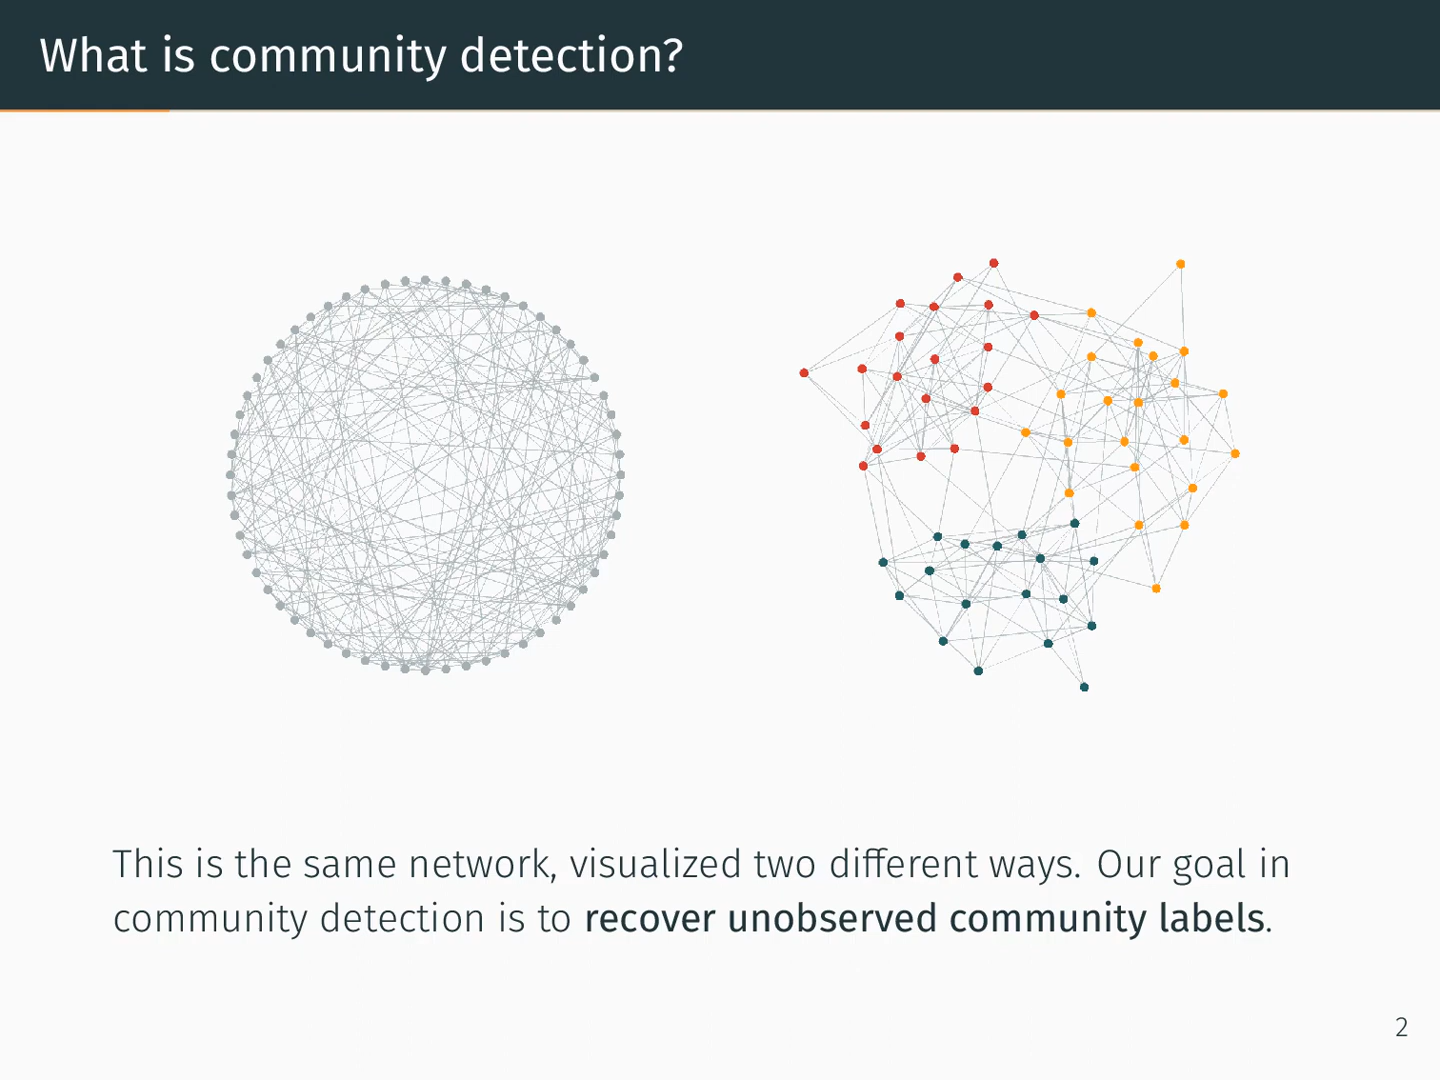 What is community detection?
This is the same network, visualized two different ways. Our goal in
community detection is to recover unobserved community labels.
2